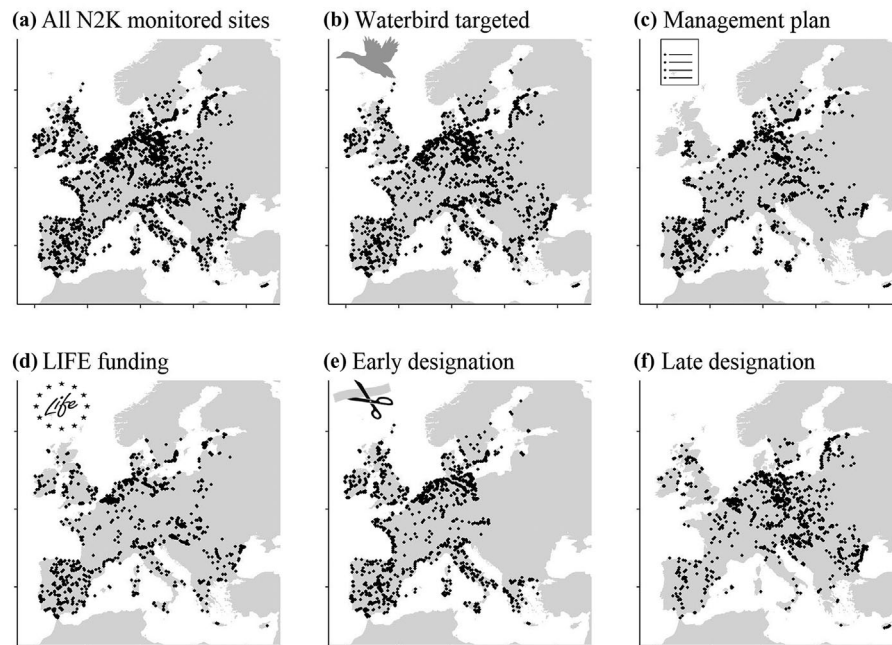 (a) All N2K monitored sites
(b) Waterbird targeted
(c) Management plan
(d) LIFE funding
(e) Early designation
(f) Late designation
Life